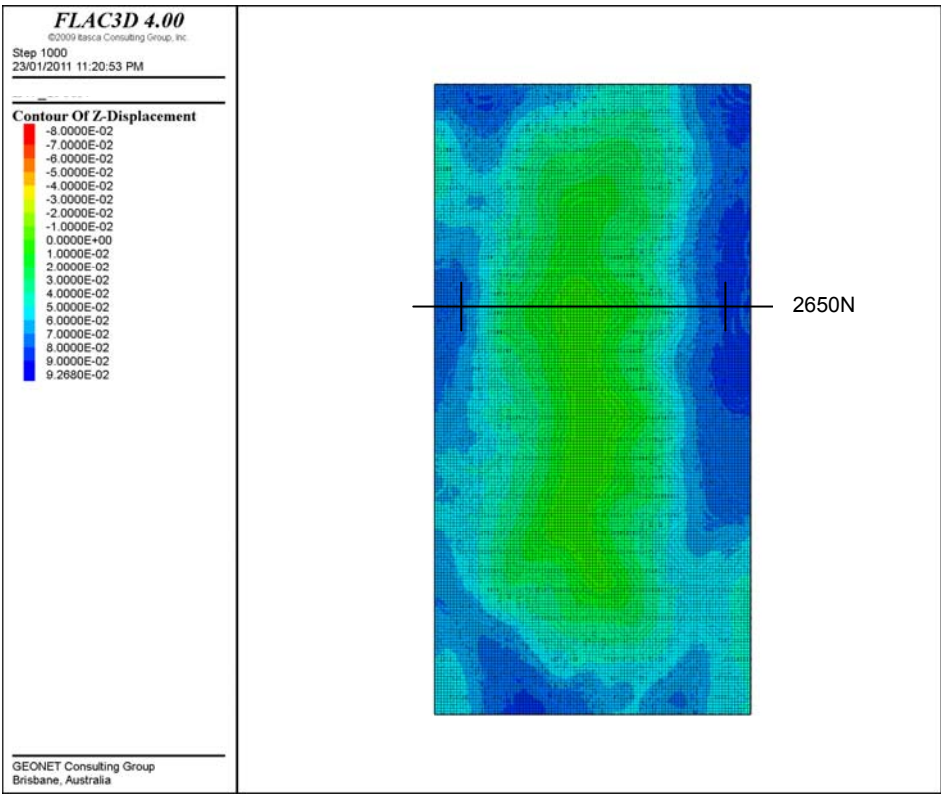 FLAC3D 4.00
©2009 Itasca Consulting Group, Inc.
Step 1000
23/01/2011 11:20:53 PM
Contour Of Z-Displacement
-8.0000E-02
-7.0000E-02
-6.0000E-02
-5.0000E-02
-4.0000E-02
-3.0000E-02
-2.0000E-02
-1.0000E-02
0.0000E+00
1.0000E-02
2.0000E-02
3.0000E-02
4.0000E-02
5.0000E-02
6.0000E-02
7.0000E-02
8.0000E-02
9.0000E-02
9.2680E-02
2650N
GEONET Consulting Group
Brisbane, Australia